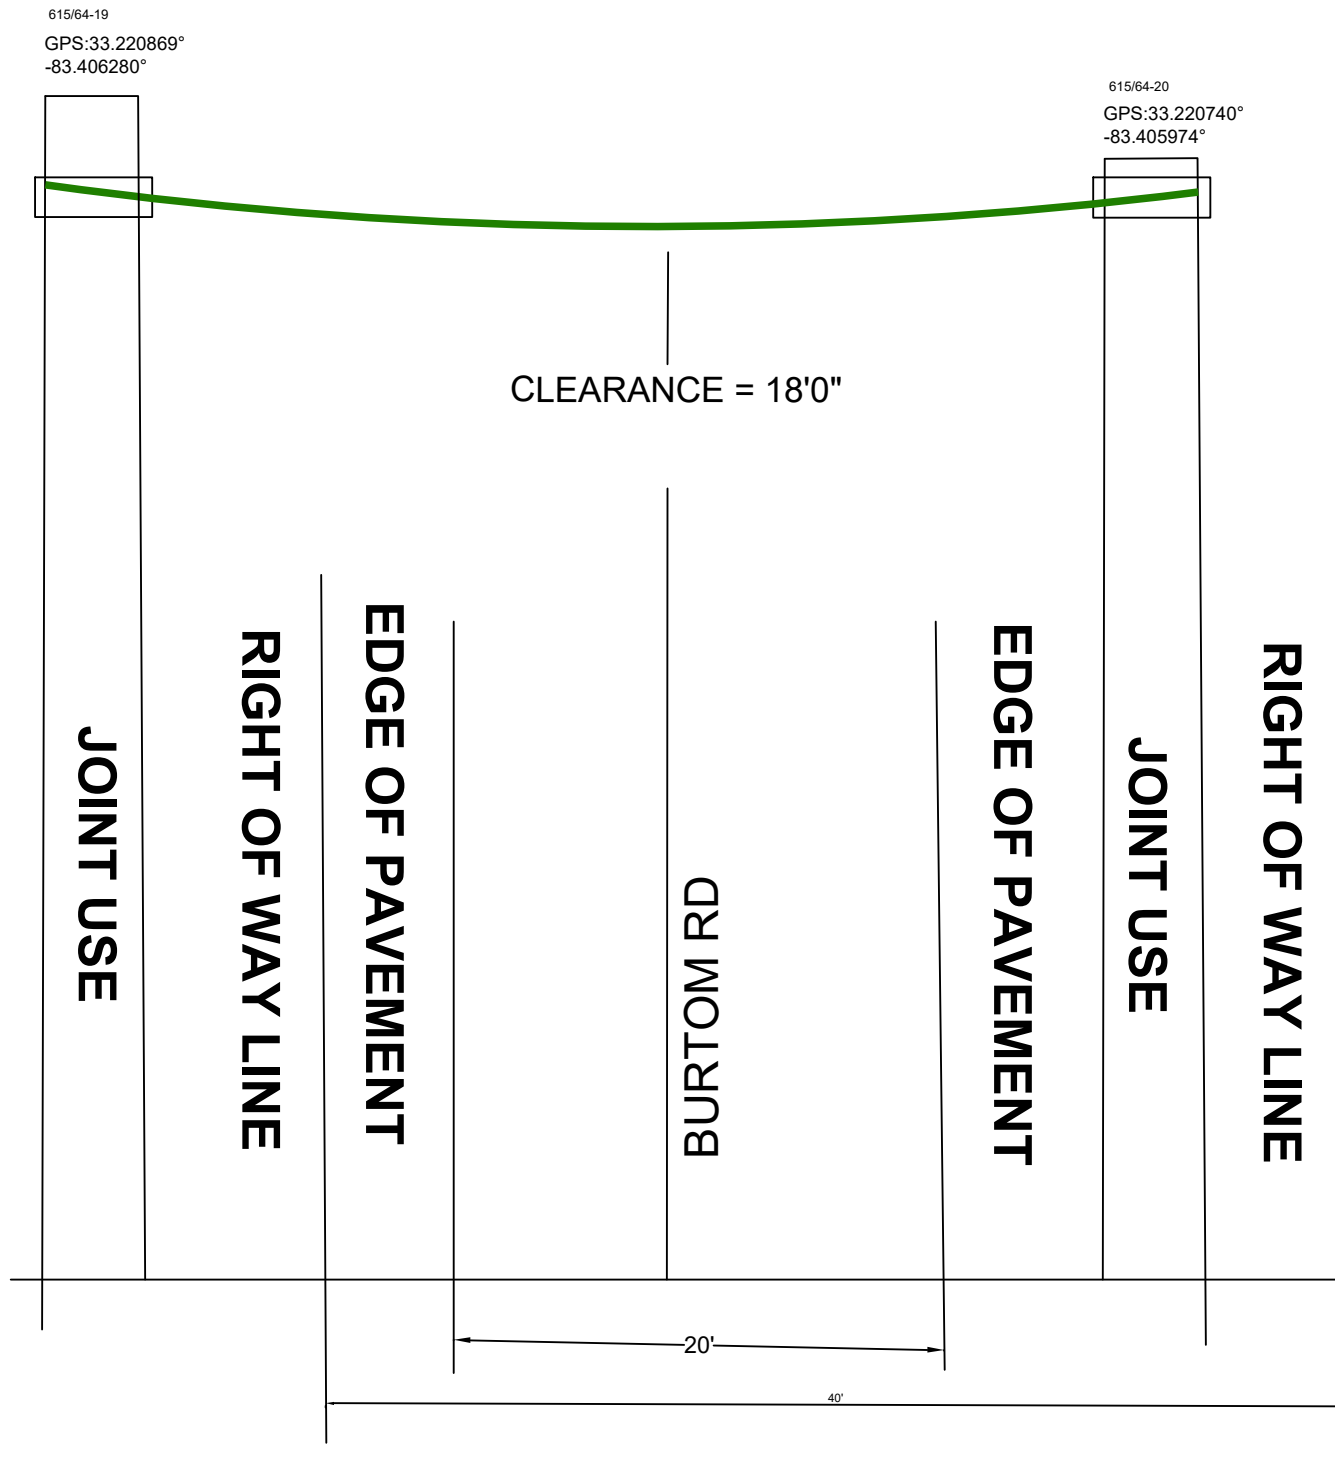 615/64-19
GPS:33.220869°
-83.406280°
615/64-20
GPS:33.220740°
-83.405974°
CLEARANCE = 18'0"
JOINT USE
RIGHT OF WAY LINE
EDGE OF PAVEMENT
BURTOM RD
EDGE OF PAVEMENT
JOINT USE
RIGHT OF WAY LINE
20'
40'